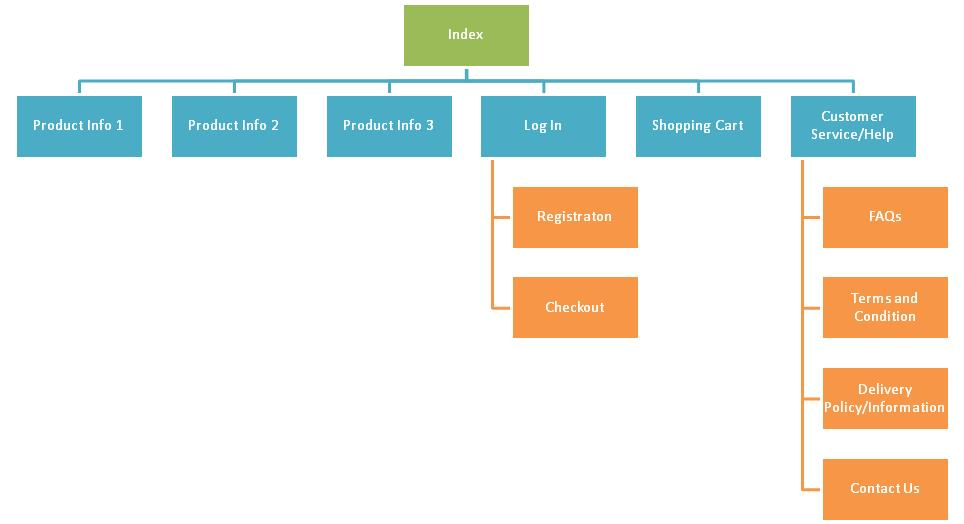 Index
Product Info 1
Product Info 2
Product Info 3
Log In
Shopping Cart
Customer
Service/Help
Registraton
Checkout
FAQs
Terms and
Condition
Delivery
Policy/Information
Contact Us